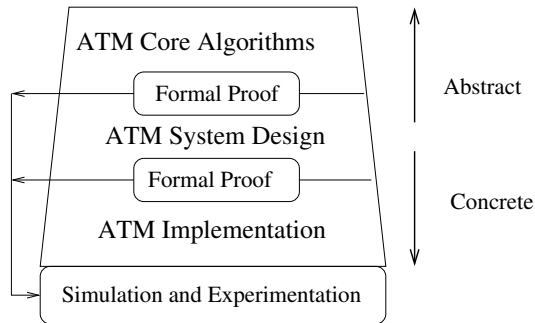 ATM Core Algorithms
Formal Proof
Abstract
ATM System Design
Formal Proof
Concrete
ATM Implementation
Simulation and Experimentation